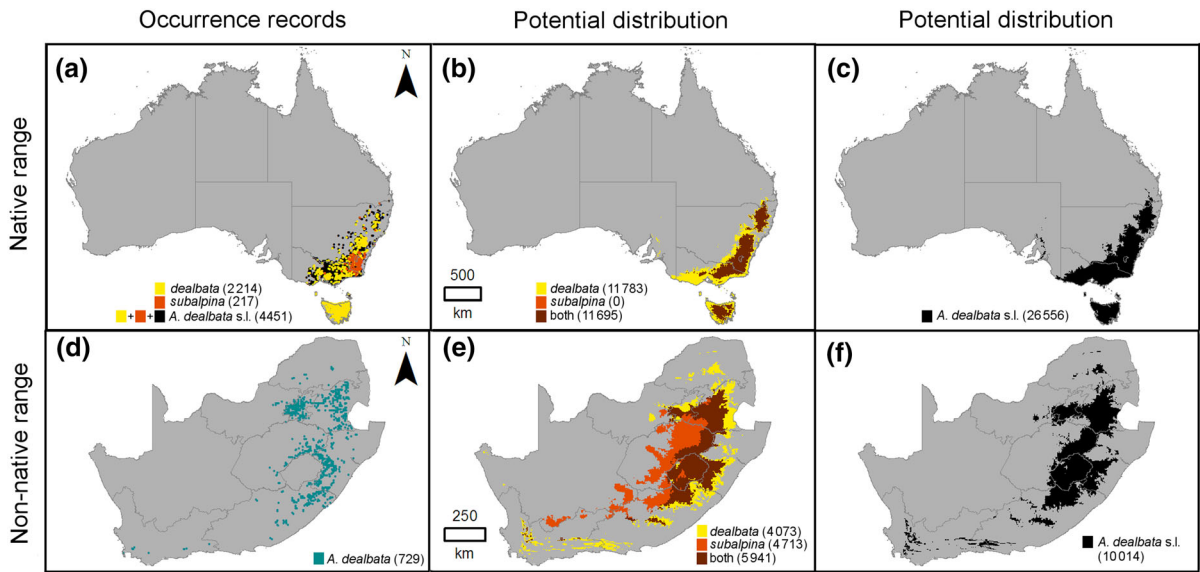 Occurrence records
Potential distribution
Potential distribution
Native range
(a)
N
dealbata (2214)
subalpina (217)
+ + A. dealbata s.l. (4451)
(b)
500
km
dealbata (11783)
subalpina (0)
both (11695)
(c)
A. dealbata s.l. (26556)
Non-native range
(d)
N
A. dealbata (729)
(e)
250
km
dealbata (4073)
subalpina (4713)
both (5941)
(f)
A. dealbata s.l.
(10014)